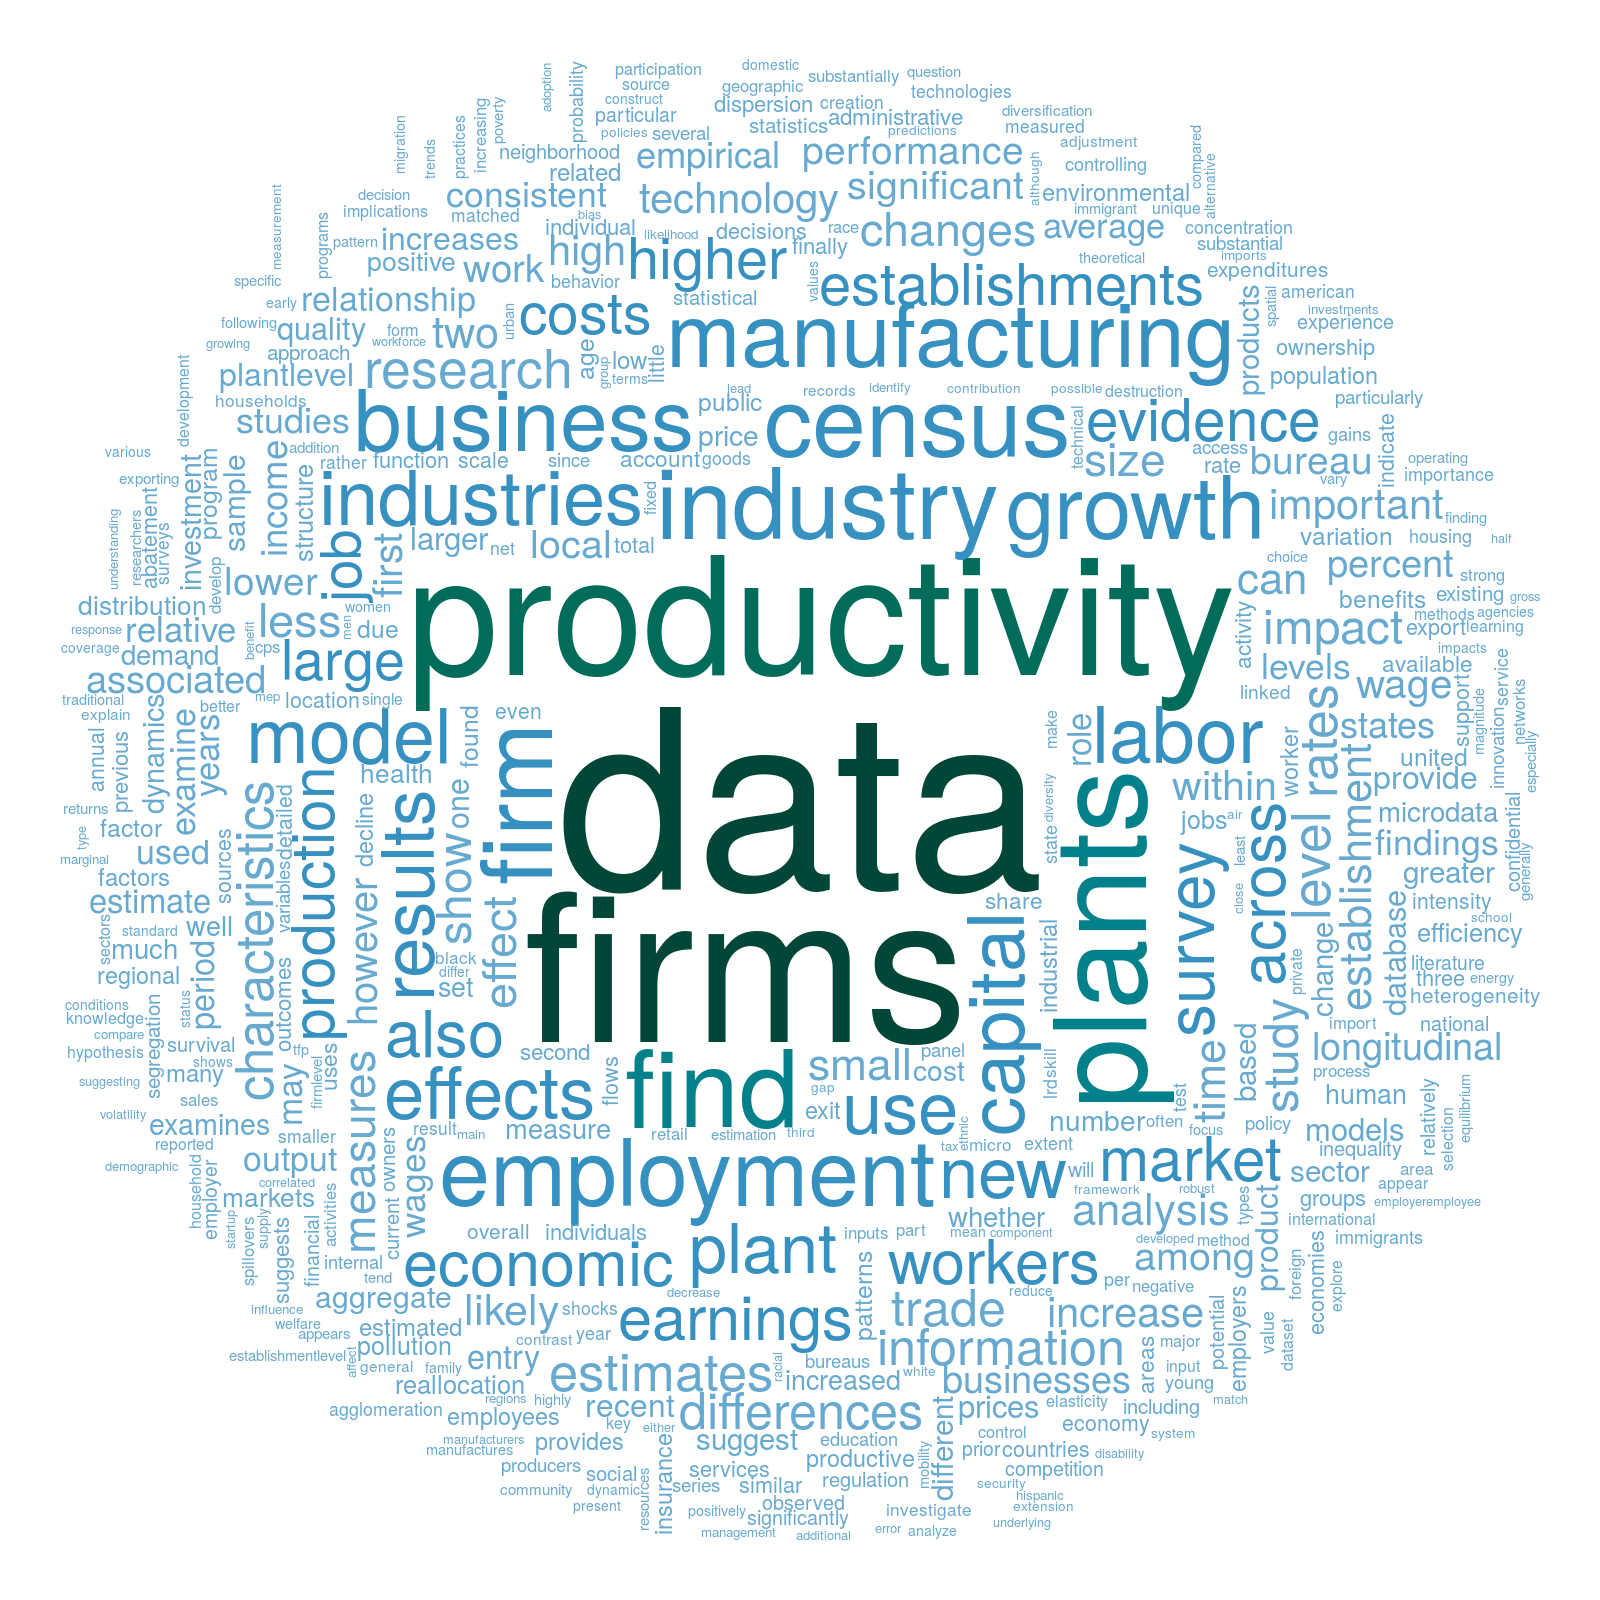 domestic
adoption
probability
participation
source
construct
geographic
substantially
question
technologies
particular
policies
several
dispersion
creation
statistics
administrative
predictions
diversification
measured
adjustment
controlling
migration
trends
practices
increasing
poverty
neighborhood
related
empirical
performance
significant
although
environmental
compared
alternative
decision
implications
matched
consistent
bias
individual
likelihood
technology
decisions
race
finally
changes
average
immigrant
unique
concentration
substantial
imports
measurement
programs
pattern
increases
positive
work
high
behavior
higher
statistical
values
establishments
theoretical
expenditures
american
investments
specific
early
relationship
following
growing
quality
form
workforce
two
urban
costs
manufacturing
products
spatial
experience
ownership
population
particularly
approach
plantlevel
households
research
age
group
low
terms
little
lead
records
identify
contribution
possible
destruction
development
studies
addition
business
public
price
census
technical
evidence
gains
indicate
various
exporting
rather
function
scale
since
account
goods
size
access
rate
bureau
vary
operating
importance
understanding
researchers
abatement
surveys
investment
program
sample
income
structure
industries
fixed
industry
growth
important
finding
develop
lower
job
first
larger
net
local
total
variation
housing
half
distribution
less
women
men
due
productivity
choice
can
percent
strong
benefits
existing
gross
methods
agencies
response
relative
coverage
demand
benefit
cps
large
activity
impact
export
learning
impacts
associated
mep
location
single
levels
linked
available
wage
support
service
traditional
explain
better
model
found
even
data
make
role
labor
states
magnitude
innovation
networks
especially
annual
previous
dynamics
examine
years
health
firm
plants
within
worker
rates
united
provide
returns
type
factor
marginal
used
characteristics
detailed
variables
production
decline
however
results
show
one
state
diversity
jobs
air
least
level
establishment
microdata
findings
confidential
generally
factors
estimate
sources
well
effect
firms
share
close
survey
across
greater
intensity
school
database
efficiency
sectors
standard
much
regional
period
black
differ
set
capital
industrial
private
change
literature
three
energy
heterogeneity
conditions
knowledge
compare
status
segregation
hypothesis
survival
shows
outcomes
tfp
also
second
import
national
longitudinal
suggesting
many
may
firmlevel
uses
measures
effects
flows
find
small
panel
cost
gap
lrdskill
time
based
study
process
human
volatility
sales
examines
reported
smaller
result
main
measure
exit
use
number
often
test
focus
policy
models
inequality
relatively
selection
equilibrium
demographic
household
employer
output
correlated
markets
owners
current
wages
retail
estimation
third
employment
tax
ethnic
micro
extent
new
will
market
sector
area
appear
startup
supply
spillovers
suggests
financial
activities
internal
overall
individuals
inputs
part
whether
mean
component
framework
robust
analysis
types
product
groups
employeremployee
international
immigrants
developed
method
tend
economic
plant
decrease
workers
per
negative
among
foreign
economies
explore
influence
welfare
appears
aggregate
likely
shocks
earnings
patterns
trade
reduce
increase
potential
employers
value
dataset
estimated
pollution
establishmentlevel
affect
general
family
entry
contrast
year
estimates
racial
bureaus
white
information
increased
businesses
areas
major
input
young
reallocation
regions
highly
agglomeration
employees
key
either
recent
differences
different
prices
elasticity
including
match
manufacturers
manufactures
provides
suggest
education
control
economy
system
producers
insurance
social
services
productive
mobility
prior
countries
disability
community
dynamic
resources
series
similar
regulation
competition
security
present
positively
observed
significantly
investigate
hispanic
extension
management
additional
error
analyze
underlying